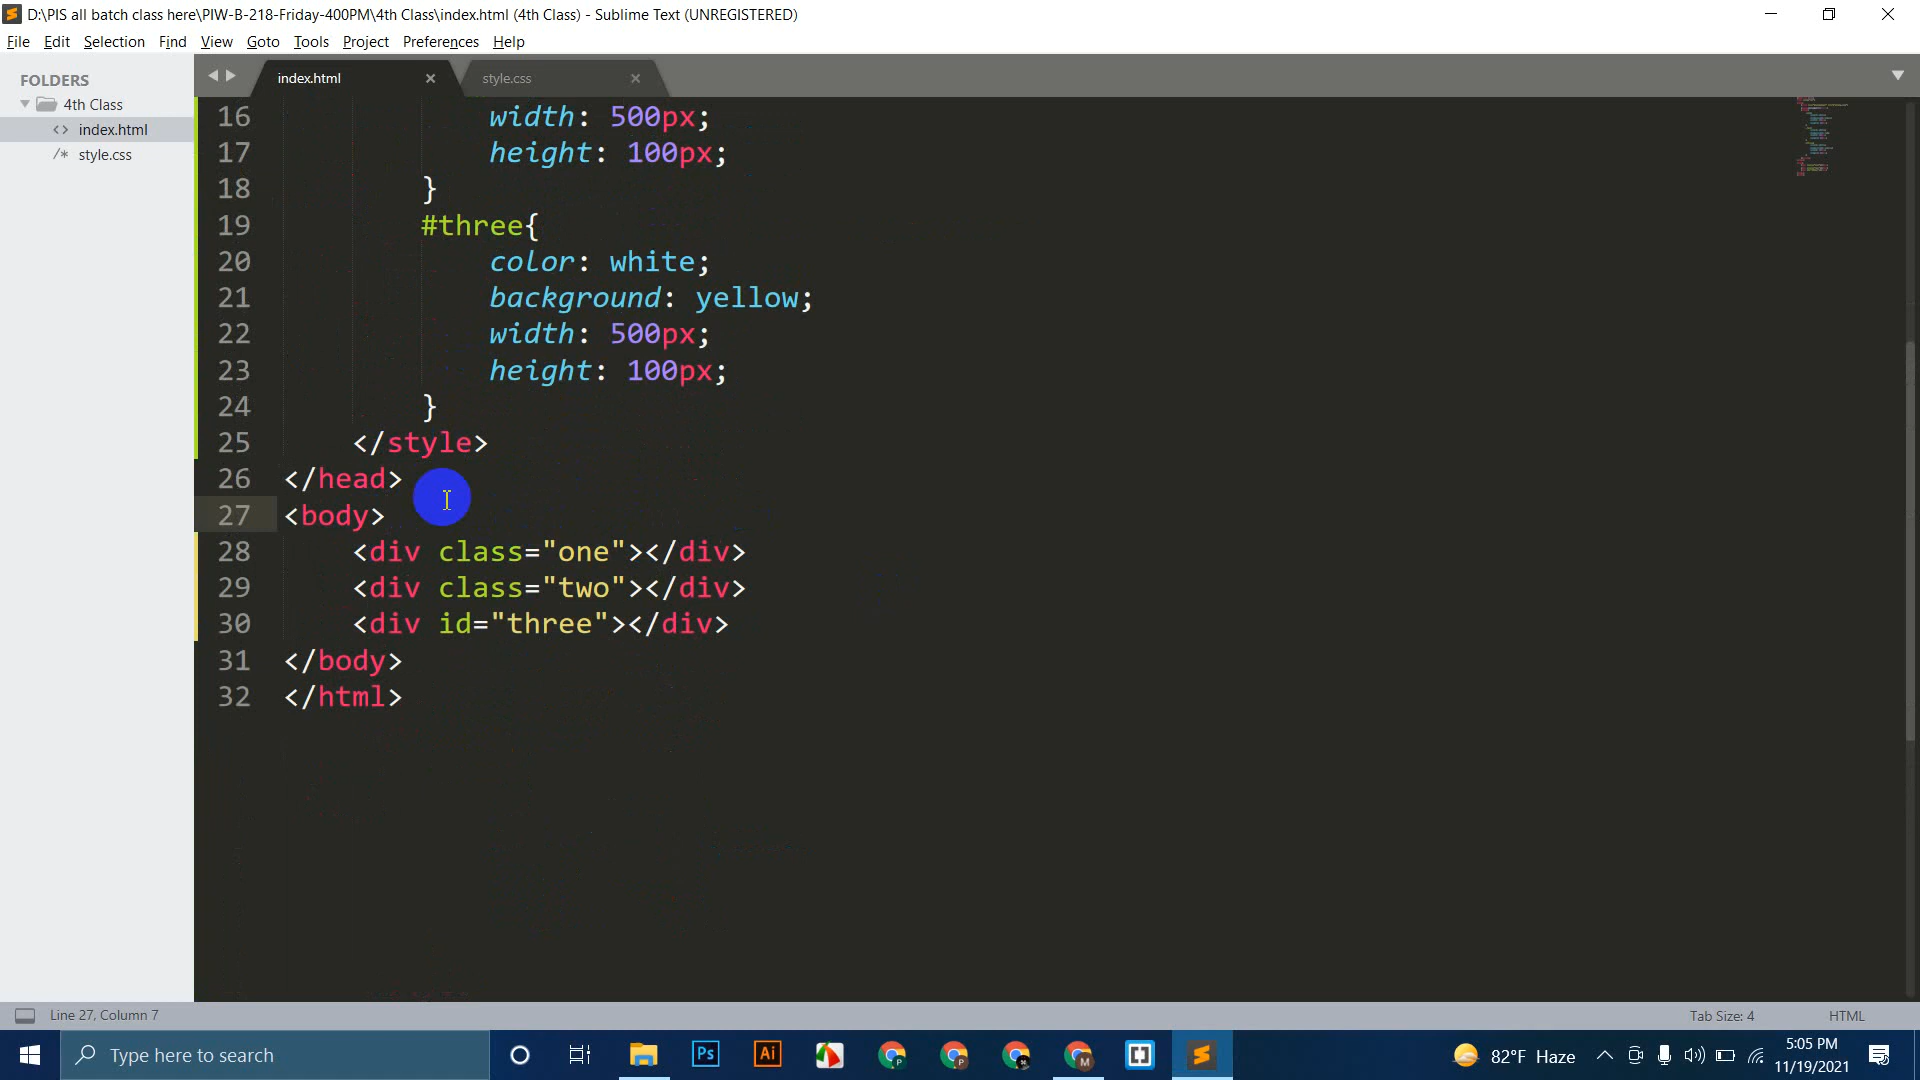 D:\PIS all batch class here\PIW-B-218-Friday-400PM\4th Class\index.html (4th Class) - Sublime Text (UNREGISTERED)
File Edit Selection Find View Goto Tools Project Preferences Help
FOLDERS
4th Class
<> index.html
/* style.css
index.html × style.css ×
16 width: 500px;
17 height: 100px;
18 }
19 #three{
20 color: white;
21 background: yellow;
22 width: 500px;
23 height: 100px;
24 }
25 </style>
26 </head>
27 <body>
28 <div class="one"></div>
29 <div class="two"></div>
30 <div id="three"></div>
31 </body>
32 </html>
Line 27, Column 7 Tab Size: 4 HTML
Type here to search
Ps
Ai
82°F Haze
5:05 PM
11/19/2021